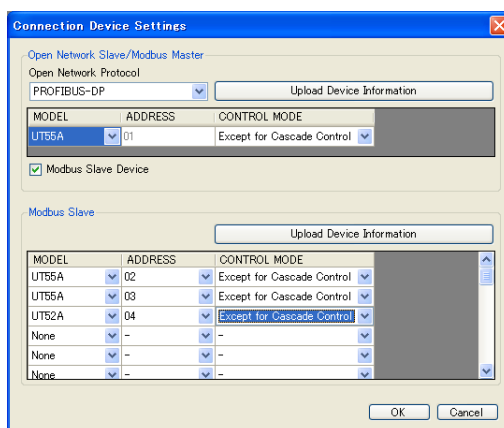 Connection Device Settings
Open Network Slave/Modbus Master
Open Network Protocol
PROFIBUS-DP Upload Device Information
MODEL ADDRESS CONTROL MODE
UT55A 01 Except for Cascade Control
Modbus Slave Device
Modbus Slave
Upload Device Information
MODEL ADDRESS CONTROL MODE
UT55A 02 Except for Cascade Control
UT55A 03 Except for Cascade Control
UT52A 04 Except for Cascade Control
None - -
None - -
None - -
OK Cancel